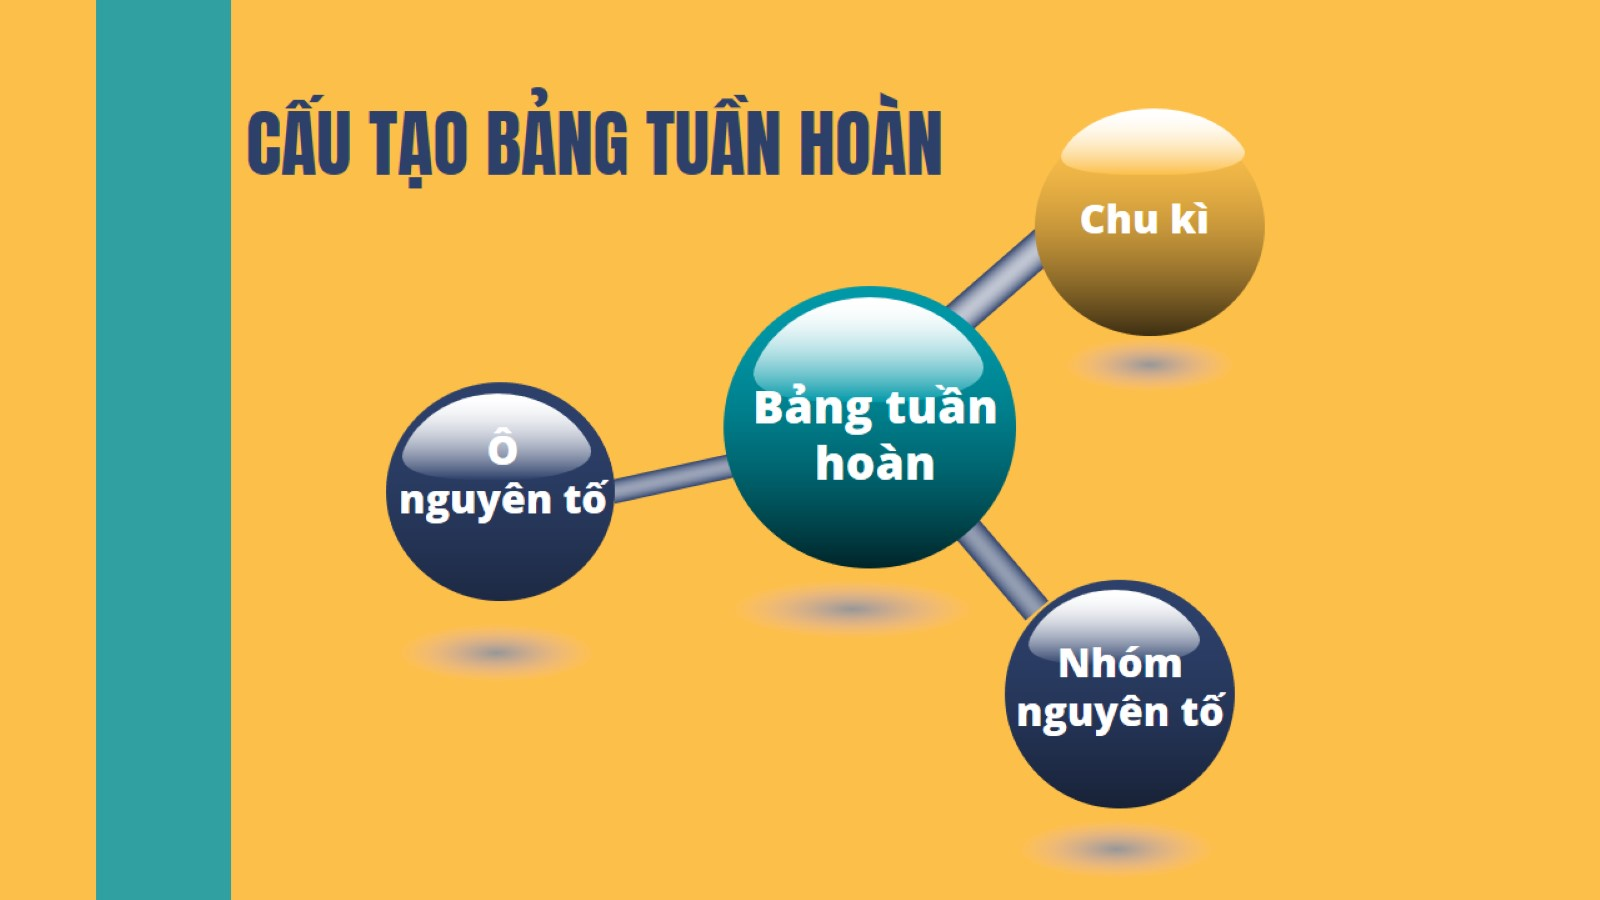 CẤU TẠO BẢNG TUẦN HOÀN
Chu kì
Bảng tuần
hoàn
Ô
nguyên tố
Nhóm
nguyên tố